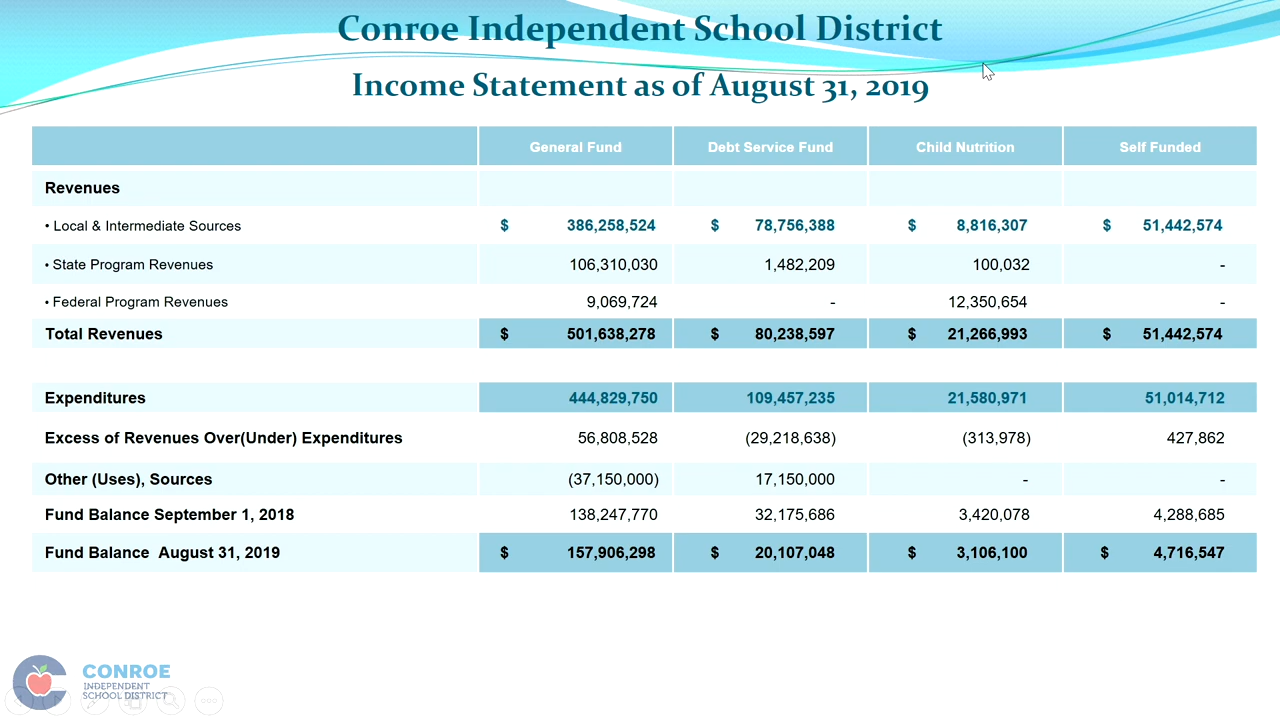 Conroe Independent School District
Income Statement as of August 31, 2019
General Fund Debt Service Fund Child Nutrition Self Funded
Revenues
• Local & Intermediate Sources $ 386,258,524 $ 78,756,388 $ 8,816,307 $ 51,442,574
• State Program Revenues 106,310,030 1,482,209 100,032 -
• Federal Program Revenues 9,069,724 - 12,350,654 -
Total Revenues $ 501,638,278 $ 80,238,597 $ 21,266,993 $ 51,442,574
Expenditures 444,829,750 109,457,235 21,580,971 51,014,712
Excess of Revenues Over(Under) Expenditures 56,808,528 (29,218,638) (313,978) 427,862
Other (Uses), Sources (37,150,000) 17,150,000 - -
Fund Balance September 1, 2018 138,247,770 32,175,686 3,420,078 4,288,685
Fund Balance August 31, 2019 $ 157,906,298 $ 20,107,048 $ 3,106,100 $ 4,716,547
CONROE
INDEPENDENT
SCHOOL DISTRICT